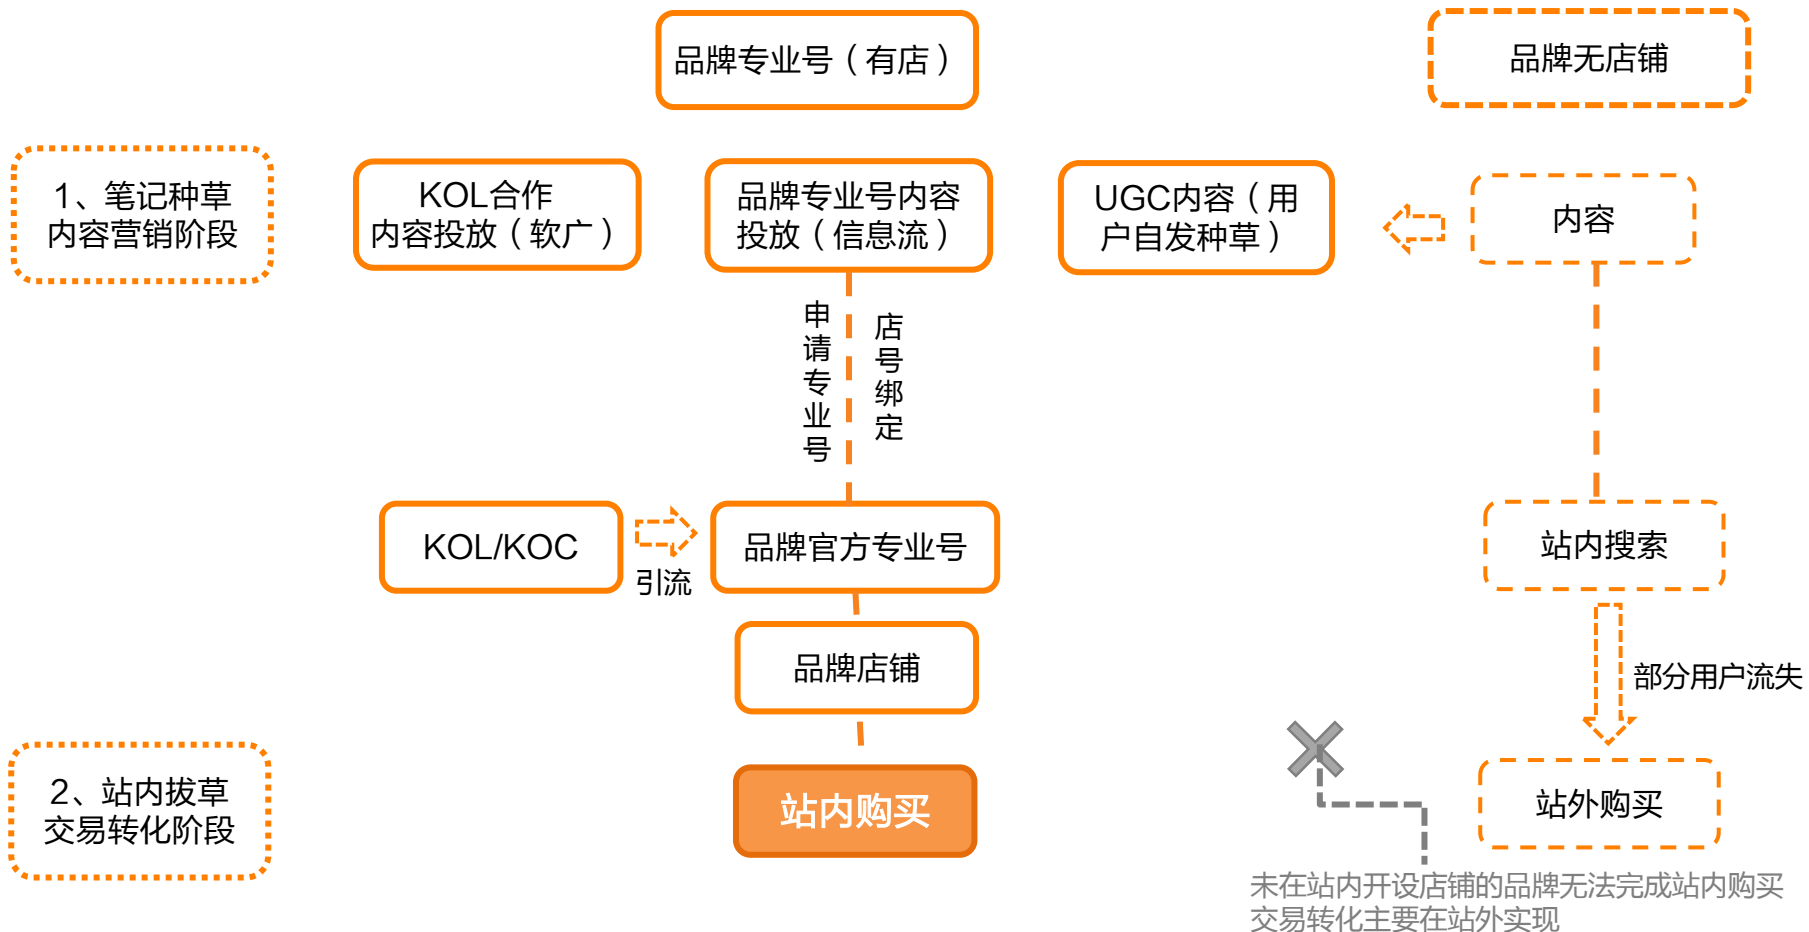 品牌专业号（有店）
品牌无店铺
1、笔记种草
内容营销阶段
KOL合作
内容投放（软广）
品牌专业号内容
投放（信息流）
UGC内容（用
户自发种草）
内容
申请专业号
店号绑定
KOL/KOC
引流
品牌官方专业号
站内搜索
品牌店铺
部分用户流失
2、站内拔草
交易转化阶段
站内购买
站外购买
未在站内开设店铺的品牌无法完成站内购买
交易转化主要在站外实现